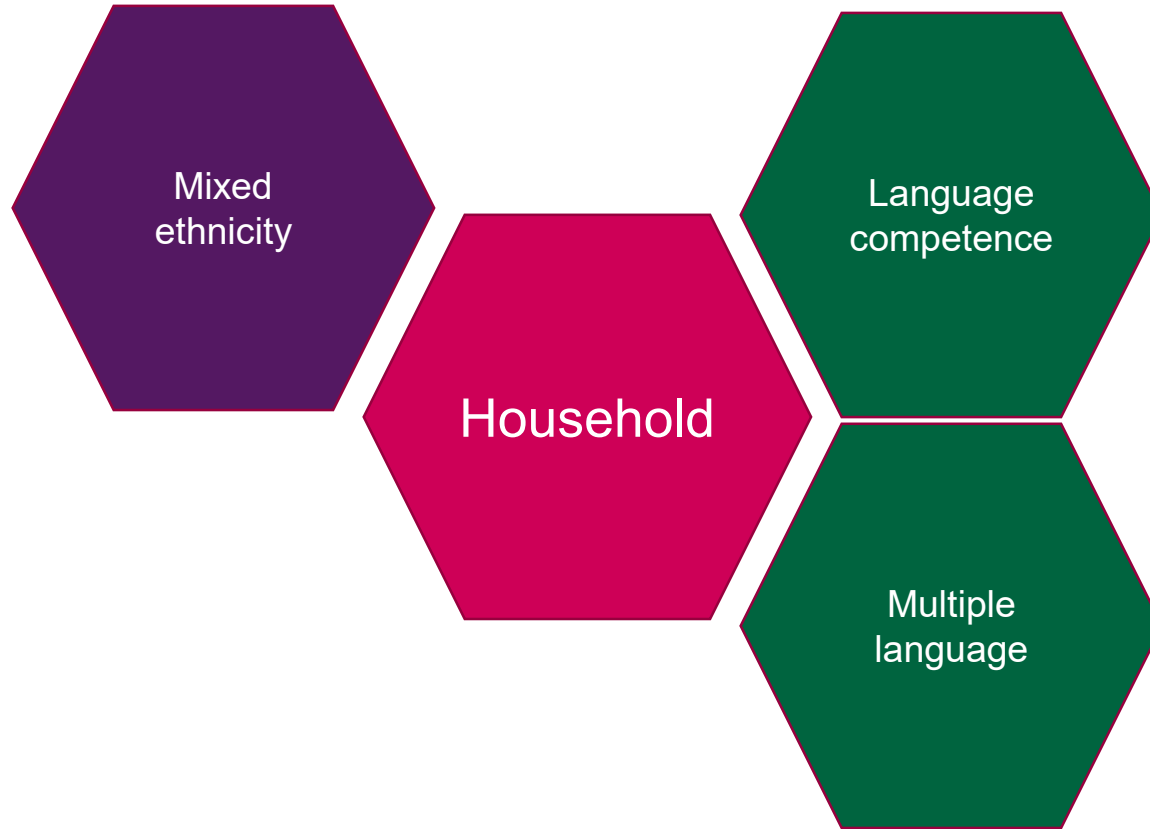 Mixed
ethnicity
Language
competence
Household
Multiple
language